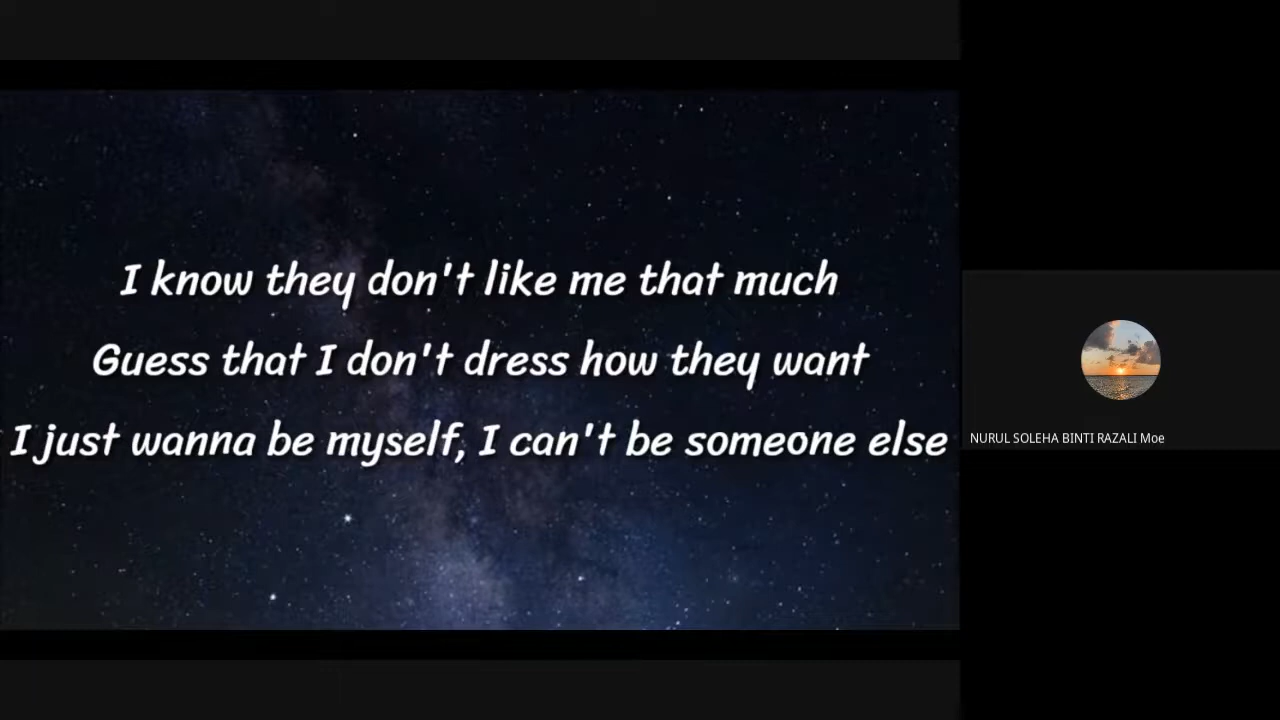 I know they don't like me that much
Guess that I don't dress how they want
I just wanna be myself, I can't be someone else
NURUL SOLEHA BINTI RAZALI Moe